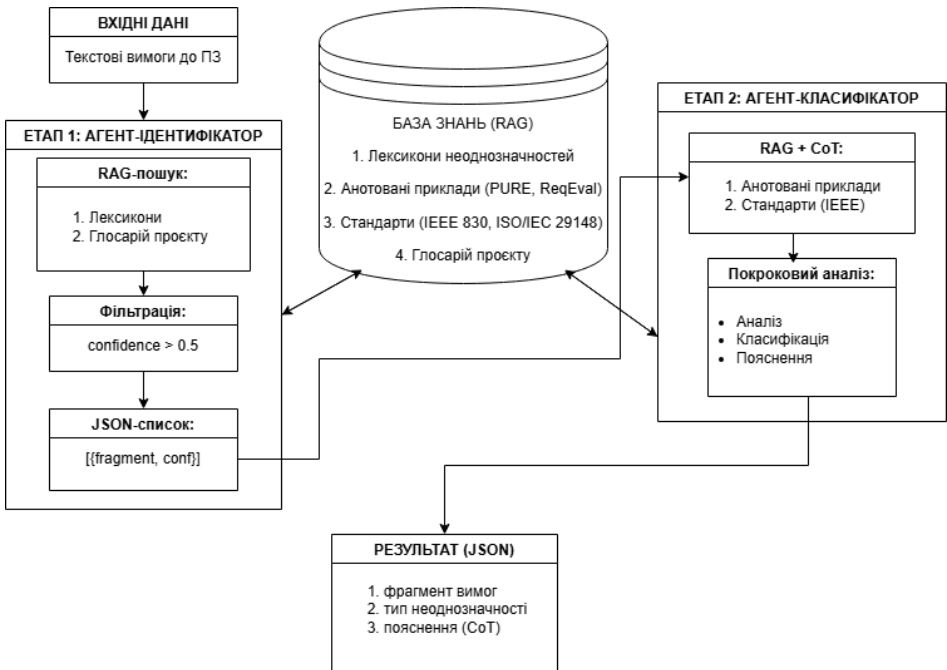 ВХІДНІ ДАНІ
Текстові вимоги до ПЗ
ЕТАП 1: АГЕНТ-ІДЕНТИФІКАТОР
RAG-пошук:
1. Лексикони
2. Глосарій проєкту
Фільтрація:
confidence > 0.5
JSON-список:
[{fragment, conf}]
БАЗА ЗНАНЬ (RAG)
1. Лексикони неоднозначностей
2. Анотовані приклади (PURE, ReqEval)
3. Стандарти (IEEE 830, ISO/IEC 29148)
4. Глосарій проєкту
ЕТАП 2: АГЕНТ-КЛАСИФІКАТОР
RAG + CoT:
1. Анотовані приклади
2. Стандарти (IEEE)
Покроковий аналіз:
• Аналіз
• Класифікація
• Пояснення
РЕЗУЛЬТАТ (JSON)
1. фрагмент вимог
2. тип неоднозначності
3. пояснення (CoT)